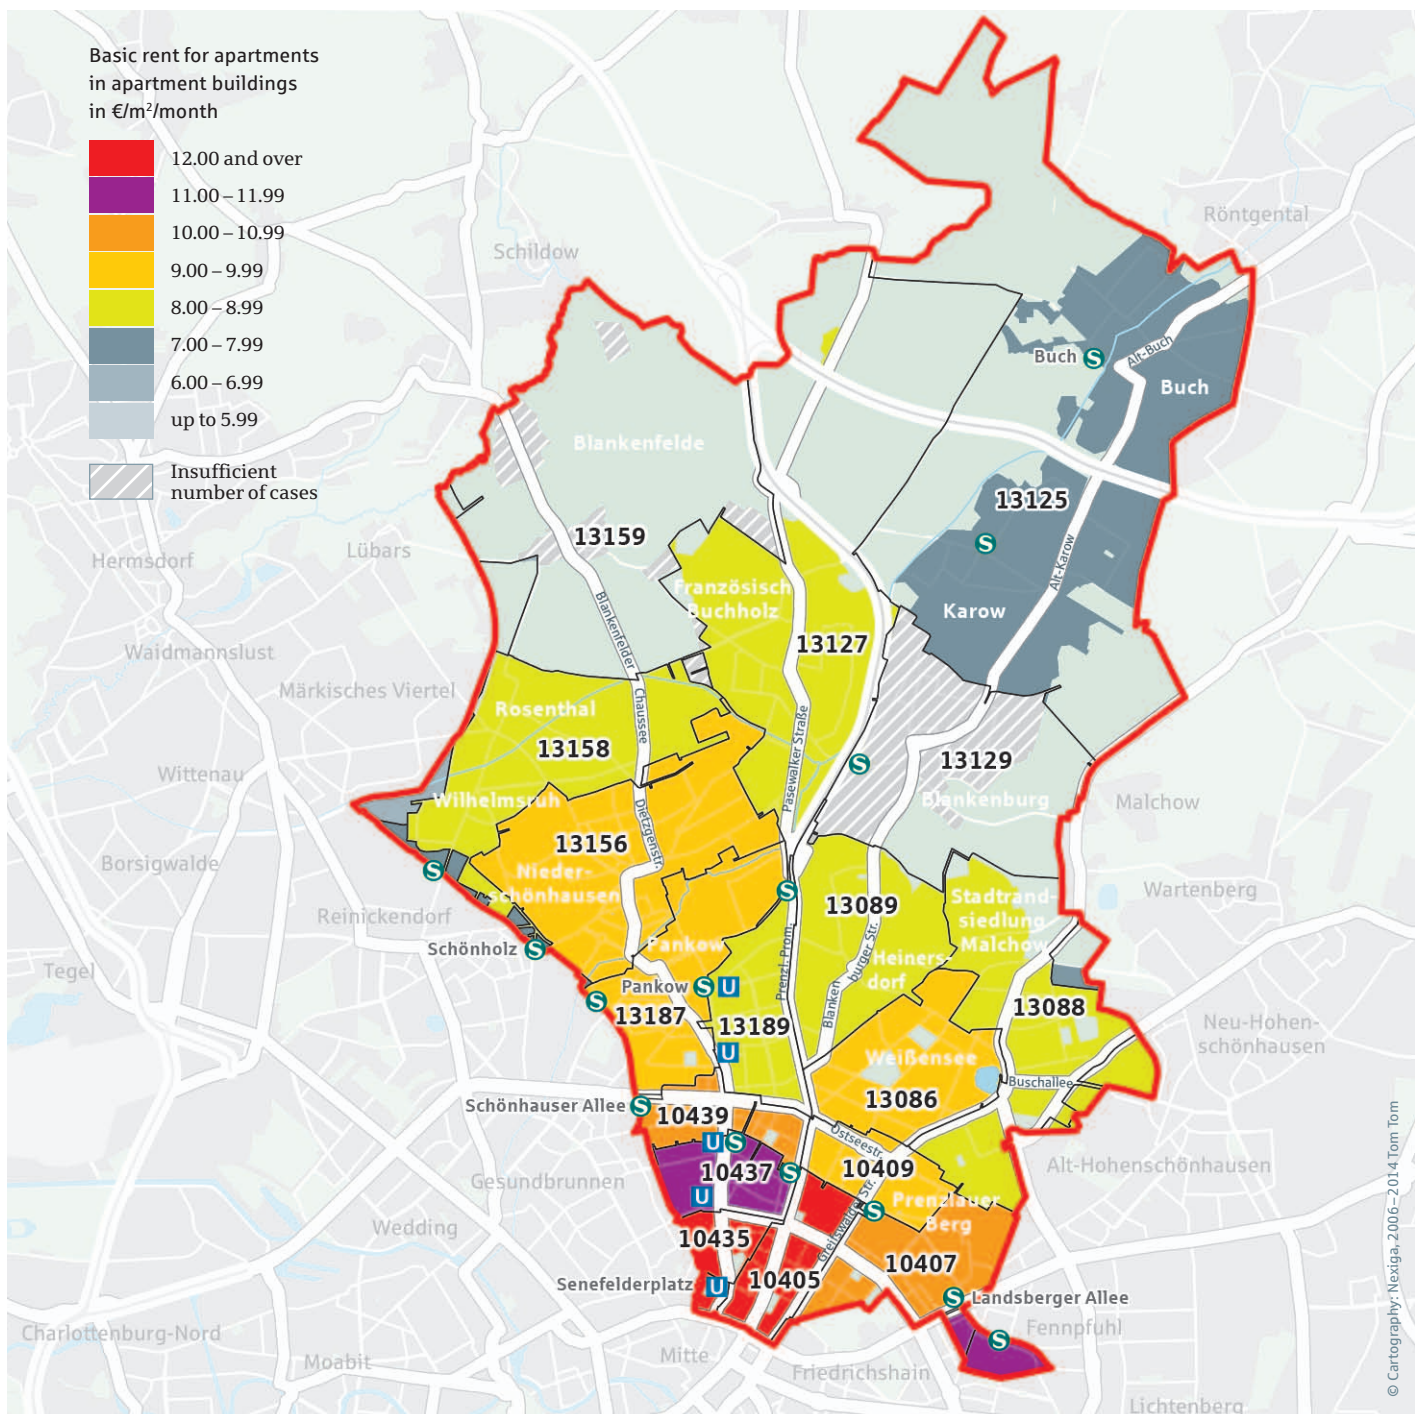 Basic rent for apartments
in apartment buildings
in €/m²/month
12.00 and over
11.00 – 11.99
10.00 – 10.99
9.00 – 9.99
8.00 – 8.99
7.00 – 7.99
6.00 – 6.99
up to 5.99
Insufficient
number of cases
Schildow
Röntgental
Buch
S
Alt-Buch
Buch
Blankenfelde
13125
S
13159
Hermsdorf
Lübars
Alt-Karow
Französisch
Buchholz
Karow
Blankenfelder
Chaussee
13127
Waidmannslust
Märkisches Viertel
Rosenthal
13158
Pasewalker Straße
S
13129
Wittenau
Wilhelmsruh
Blankenburg
Malchow
Dietzgenstr.
13156
Borsigwalde
S
Nieder-
schönhausen
S
13089
Stadtrand-
siedlung
Malchow
Wartenberg
Reinickendorf
Schönholz
S
Pankow
Prenzl. Prom.
Blanken
burger Str.
Heiners-
dorf
Tegel
Pankow
S
U
S
13187
13189
U
13088
Neu-Hohen-
schönhausen
Weißensee
13086
Buschallee
Schönhauser Allee
S
10439
U
S
Ostseestr.
10437
S
10409
Alt-Hohenschönhausen
Gesundbrunnen
U
Greifswalder Str.
S
Prenzlauer
Berg
Wedding
10435
10407
Senefelderplatz
U
10405
S
Landsberger Allee
Charlottenburg-Nord
S
Fennpfuhl
Moabit
Mitte
Friedrichshain
Lichtenberg
© Cartography: Nexiga, 2006–2014 Tom Tom